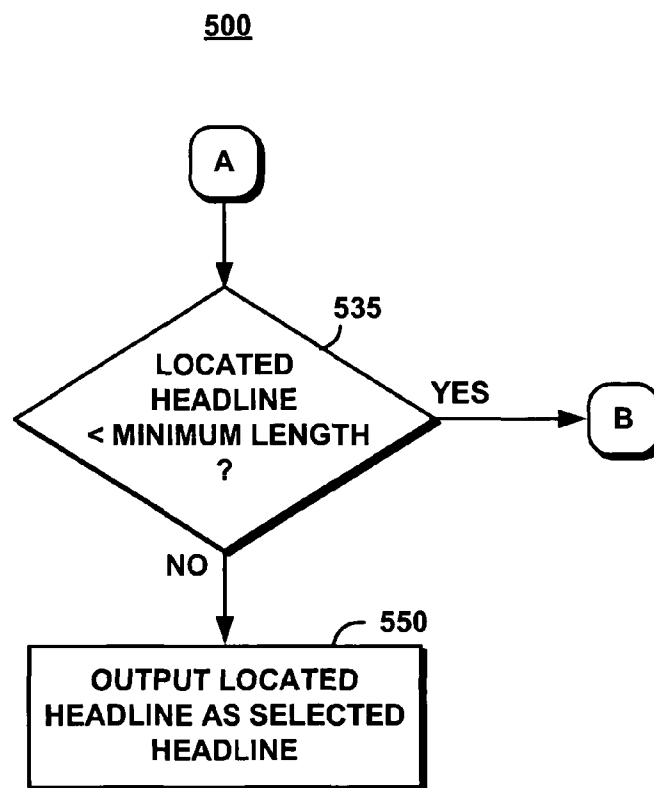 500
A
535
LOCATED
HEADLINE
< MINIMUM LENGTH
?
YES
B
NO
550
OUTPUT LOCATED
HEADLINE AS SELECTED
HEADLINE